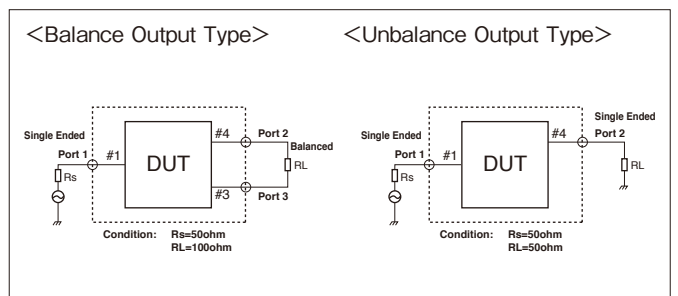 <Balance Output Type>
Single Ended
Port 1
#1
Rs
DUT
#4
Port 2
Balanced
RL
#3
Port 3
Condition: Rs=50ohm
RL=100ohm
<Unbalance Output Type>
Single Ended
Port 1
#1
Rs
DUT
#4
Single Ended
Port 2
RL
Condition: Rs=50ohm
RL=50ohm